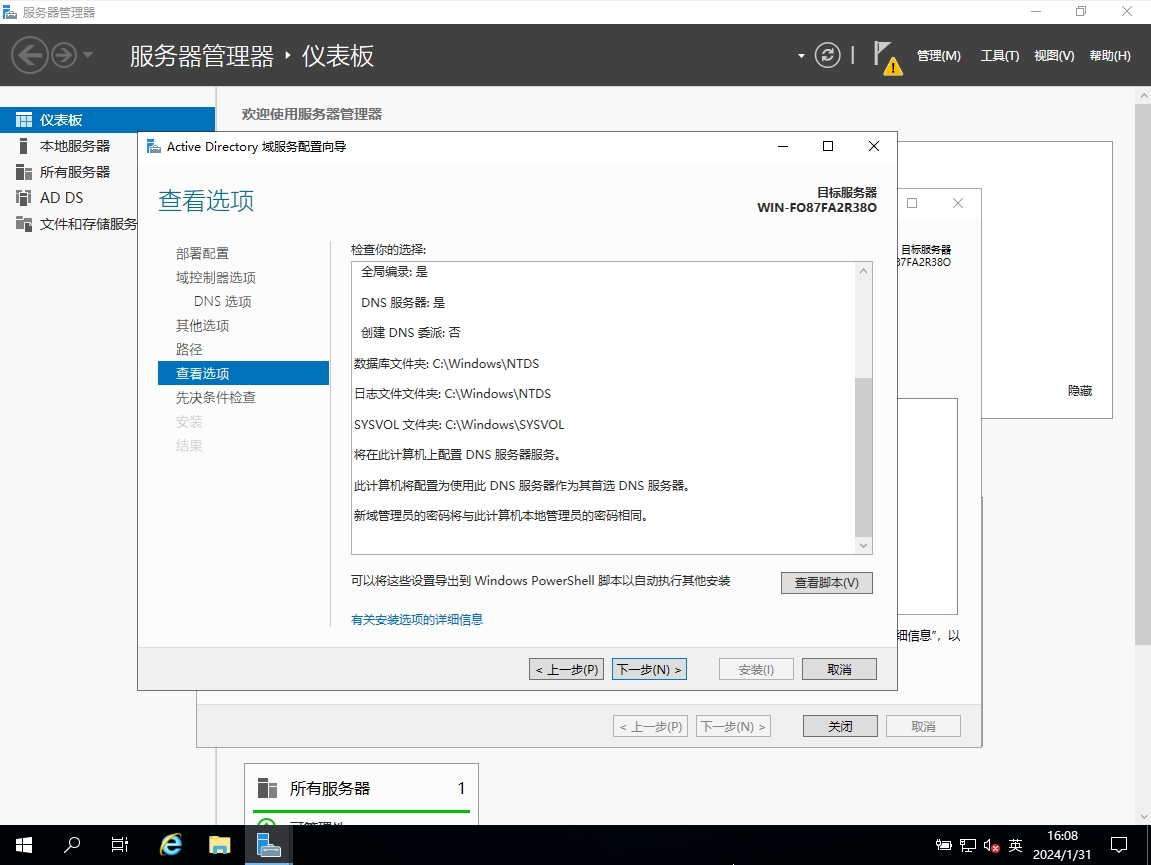 服务器管理器
服务器管理器 · 仪表板
管理(M) 工具(T) 视图(V) 帮助(H)
仪表板
本地服务器
所有服务器
AD DS
文件和存储服务
欢迎使用服务器管理器
Active Directory 域服务配置向导
查看选项
目标服务器
WIN-FO87FA2R38O
部署配置
域控制器选项
DNS 选项
其他选项
路径
查看选项
先决条件检查
安装
结果
检查你的选择:
全局编录: 是
DNS 服务器: 是
创建 DNS 委派: 否
数据库文件夹: C:\Windows\NTDS
日志文件文件夹: C:\Windows\NTDS
SYSVOL 文件夹: C:\Windows\SYSVOL
将在此计算机上配置 DNS 服务器服务。
此计算机将配置为使用此 DNS 服务器作为其首选 DNS 服务器。
新域管理员的密码将与此计算机本地管理员的密码相同。
可以将这些设置导出到 Windows PowerShell 脚本以自动执行其他安装
查看脚本(V)
有关安装选项的详细信息
< 上一步(P) 下一步(N) > 安装(I) 取消
目标服务器
87FA2R38O
隐藏
细信息”，以
< 上一步(P) 下一步(N) > 关闭 取消
所有服务器 1
可管理性
英
16:08
2024/1/31